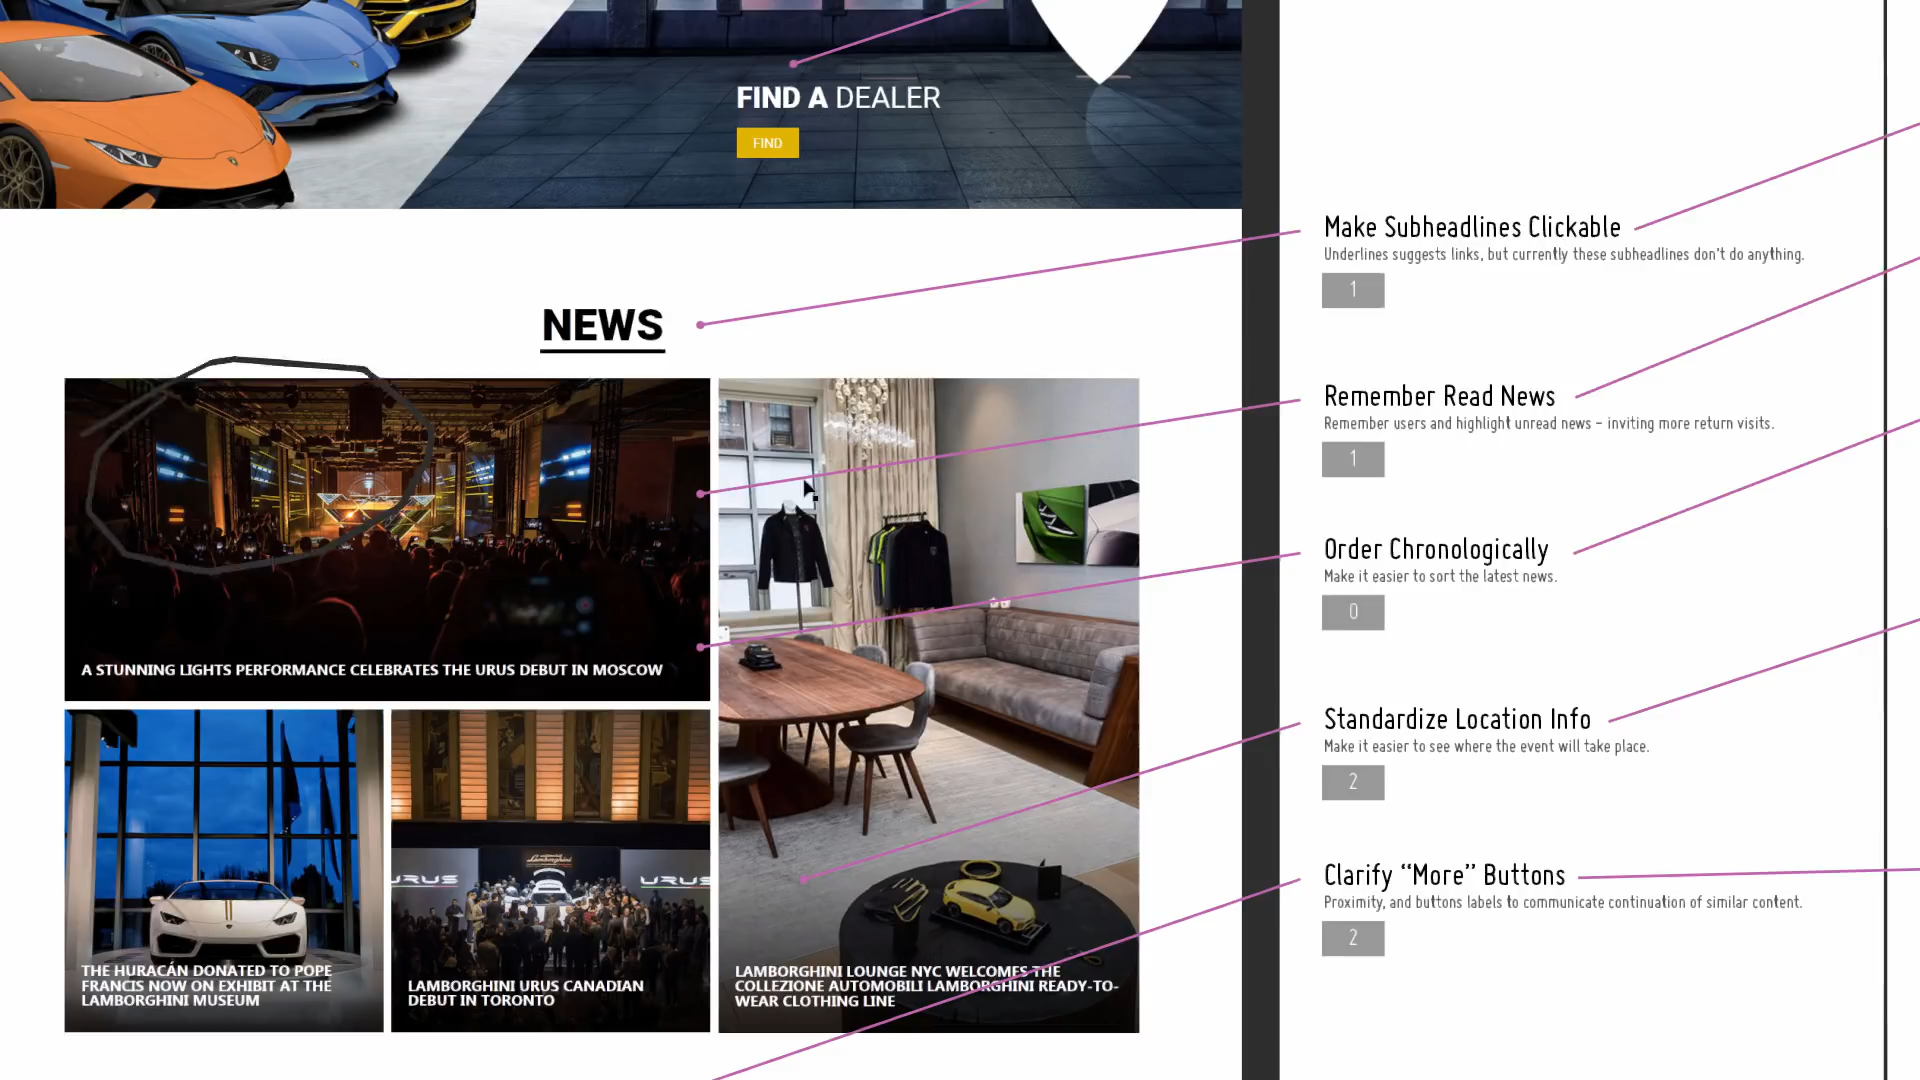 FIND A DEALER
FIND
NEWS
A STUNNING LIGHTS PERFORMANCE CELEBRATES THE URUS DEBUT IN MOSCOW
THE HURACÁN DONATED TO POPE
FRANCIS NOW ON EXHIBIT AT THE
LAMBORGHINI MUSEUM
Lamborghini
URUS
URUS
LAMBORGHINI URUS CANADIAN
DEBUT IN TORONTO
LAMBORGHINI LOUNGE NYC WELCOMES THE
COLLEZIONE AUTOMOBILI LAMBORGHINI READY-TO-
WEAR CLOTHING LINE
Make Subheadlines Clickable
Underlines suggests links, but currently these subheadlines don't do anything.
1
Remember Read News
Remember users and highlight unread news – inviting more return visits.
1
Order Chronologically
Make it easier to sort the latest news.
0
Standardize Location Info
Make it easier to see where the event will take place.
2
Clarify “More” Buttons
Proximity, and buttons labels to communicate continuation of similar content.
2